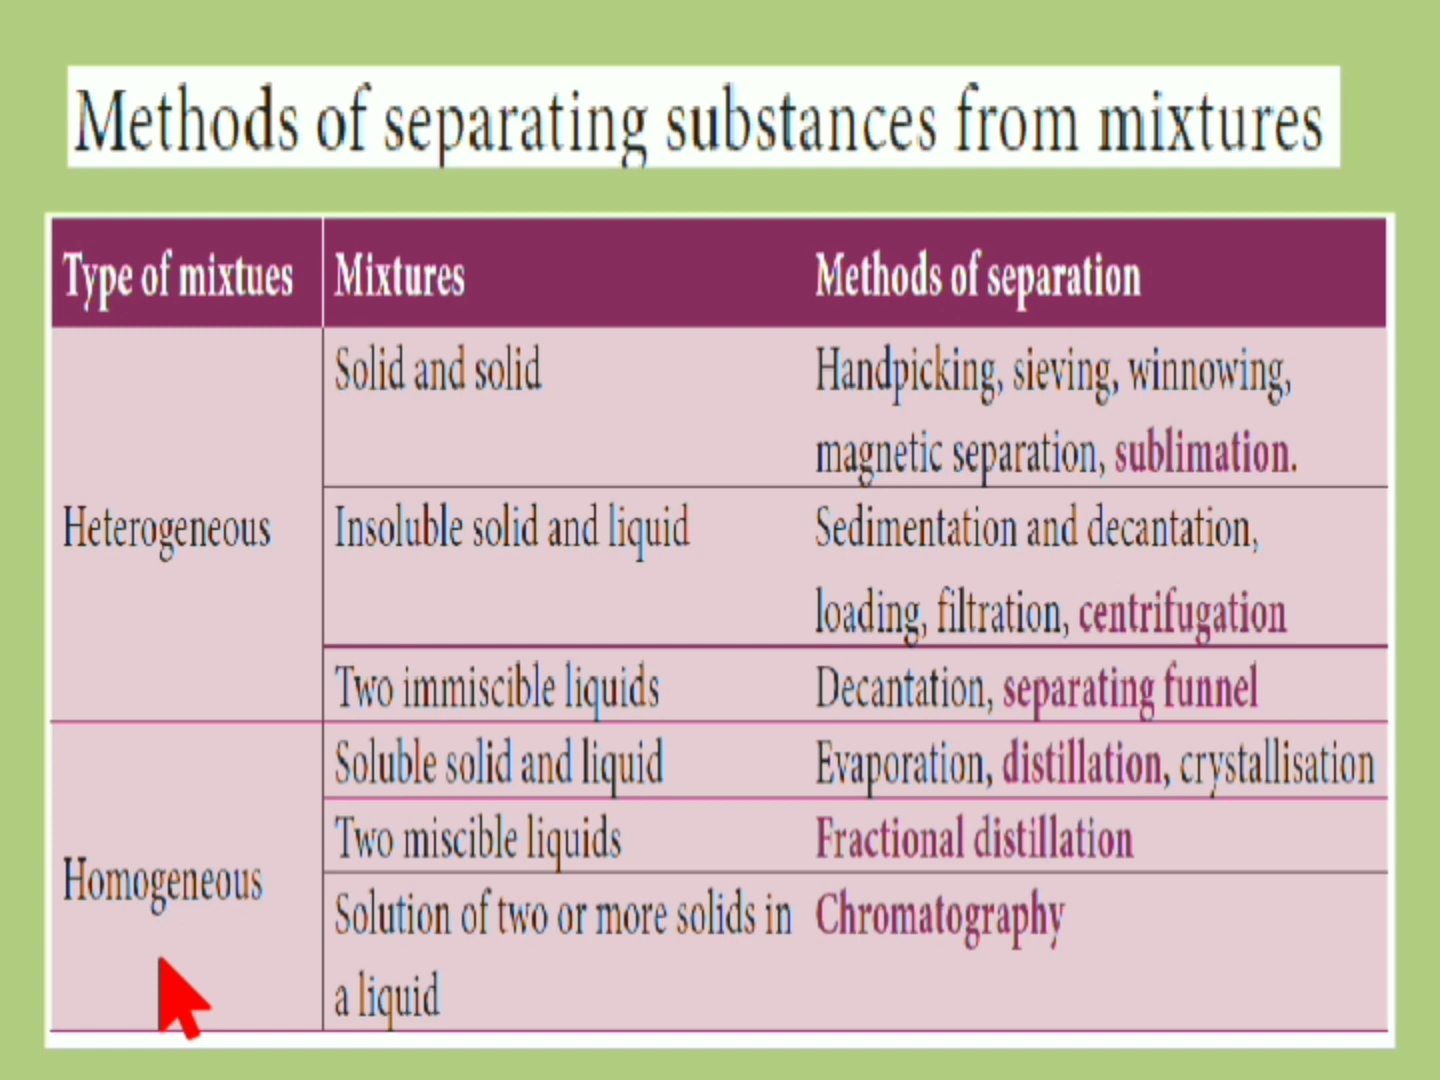 Methods of separating substances from mixtures
Type of mixtues Mixtures Methods of separation
Solid and solid Handpicking, sieving, winnowing,
magnetic separation, sublimation.
Heterogeneous Insoluble solid and liquid Sedimentation and decantation,
loading, filtration, centrifugation
Two immiscible liquids Decantation, separating funnel
Soluble solid and liquid Evaporation, distillation, crystallisation
Two miscible liquids Fractional distillation
Homogeneous
Solution of two or more solids in Chromatography
a liquid